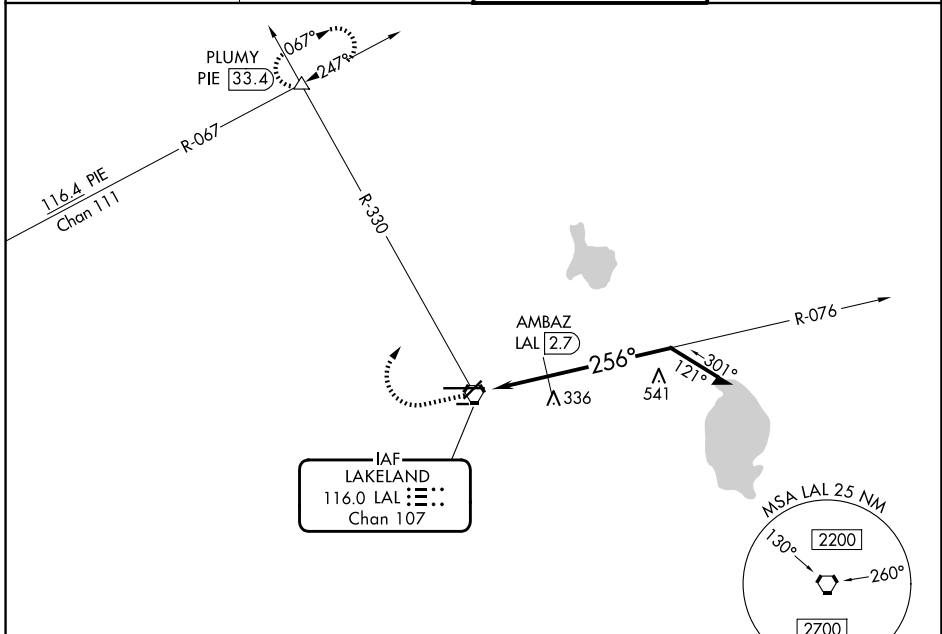 067°
PLUMY
PIE 33.4
247°
R-067
116.4 PIE
Chan 111
R-330
AMBAZ
LAL 2.7
R-076
256°
301°
121°
336
541
IAF
LAKELAND
116.0 LAL
Chan 107
MSA LAL 25 NM
130°
2200
260°
2700